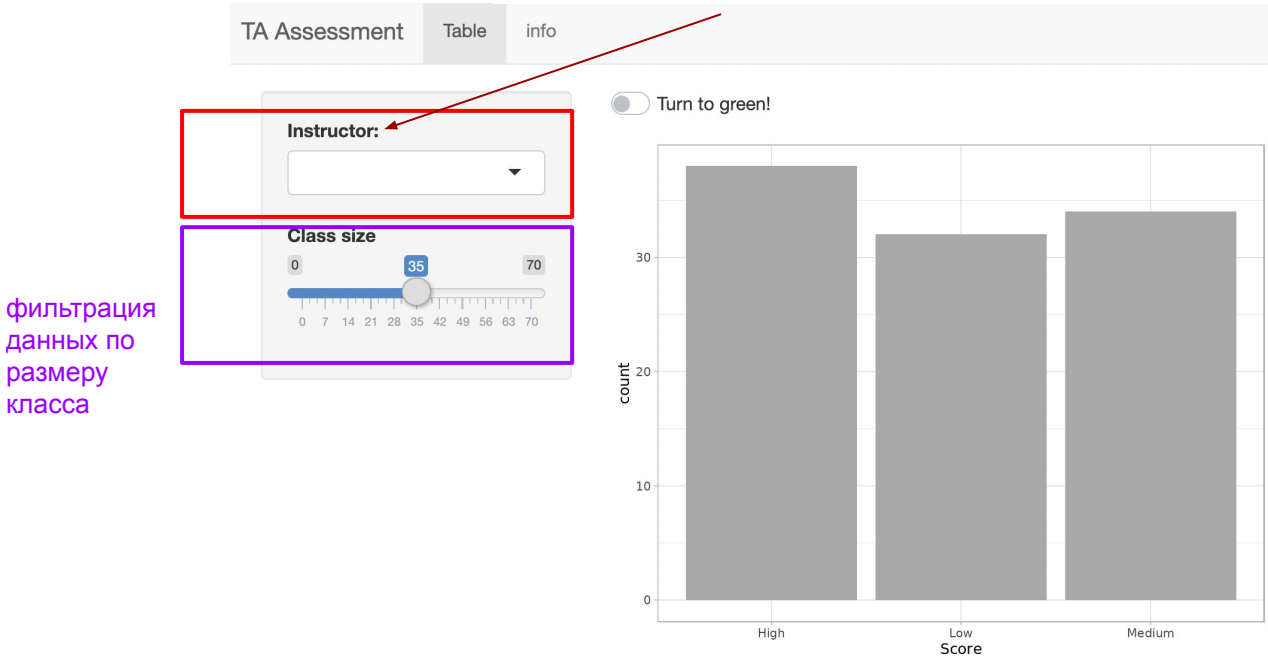 TA Assessment Table info
Turn to green!
Instructor:
Class size
0 35 70
0 7 14 21 28 35 42 49 56 63 70
фильтрация
данных по
размеру
класса
count
30
20
10
0
High Low Medium
Score